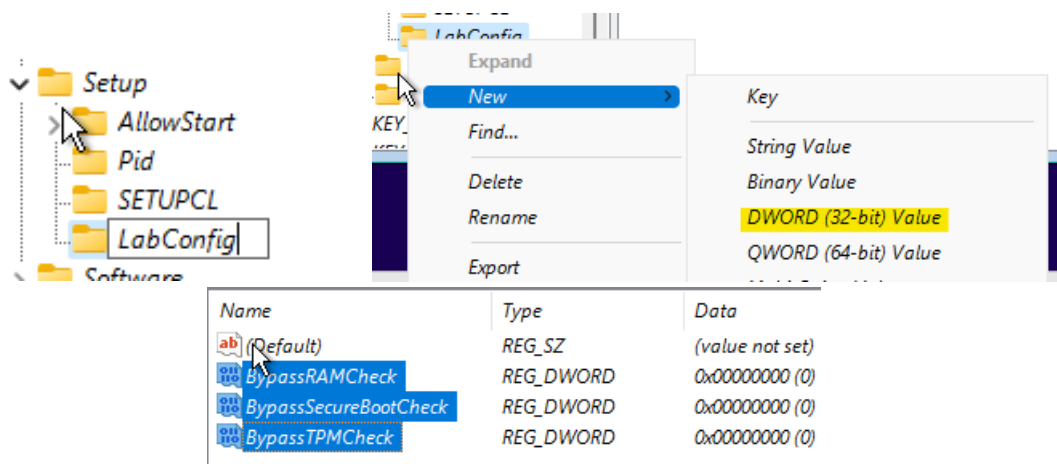 Setup
AllowStart
Pid
SETUPCL
LabConfig
Software
LabConfig
Expand
New
Find...
Delete
Rename
Export
KEY_
Key
String Value
Binary Value
DWORD (32-bit) Value
QWORD (64-bit) Value
Name Type Data
(Default) REG_SZ (value not set)
BypassRAMCheck REG_DWORD 0x00000000 (0)
BypassSecureBootCheck REG_DWORD 0x00000000 (0)
BypassTPMCheck REG_DWORD 0x00000000 (0)